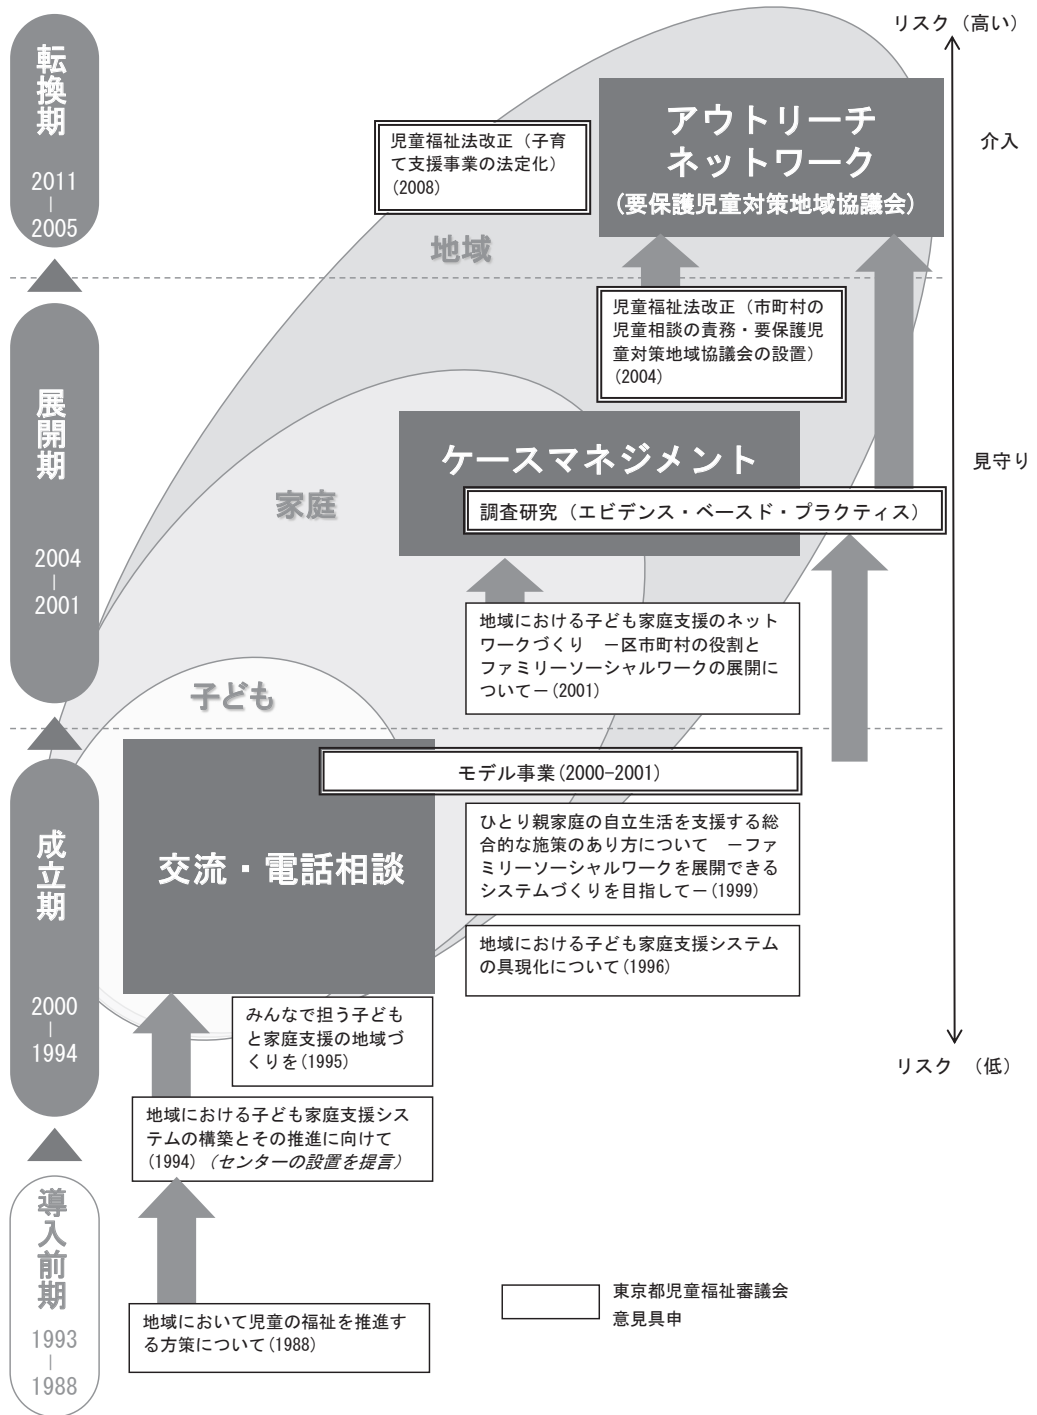 リスク（高い）
転換期
2011
｜
2005
アウトリーチ
ネットワーク
（要保護児童対策地域協議会）
介入
児童福祉法改正（子育
て支援事業の法定化）
(2008)
地域
児童福祉法改正（市町村の
児童相談の責務・要保護児
童対策地域協議会の設置）
(2004)
展開期
2004
｜
2001
ケースマネジメント
見守り
家庭
調査研究（エビデンス・ベースド・プラクティス）
地域における子ども家庭支援のネット
ワークづくり　－区市町村の役割と
ファミリーソーシャルワークの展開に
ついて－(2001)
子ども
成立期
2000
｜
1994
モデル事業(2000-2001)
交流・電話相談
ひとり親家庭の自立生活を支援する総
合的な施策のあり方について　－ファ
ミリーソーシャルワークを展開できる
システムづくりを目指して－(1999)
地域における子ども家庭支援システム
の具現化について(1996)
みんなで担う子ども
と家庭支援の地域づ
くりを(1995)
リスク　（低）
地域における子ども家庭支援シス
テムの構築とその推進に向けて
(1994)（センターの設置を提言）
導入前期
1993
｜
1988
地域において児童の福祉を推進す
る方策について(1988)
東京都児童福祉審議会
意見具申